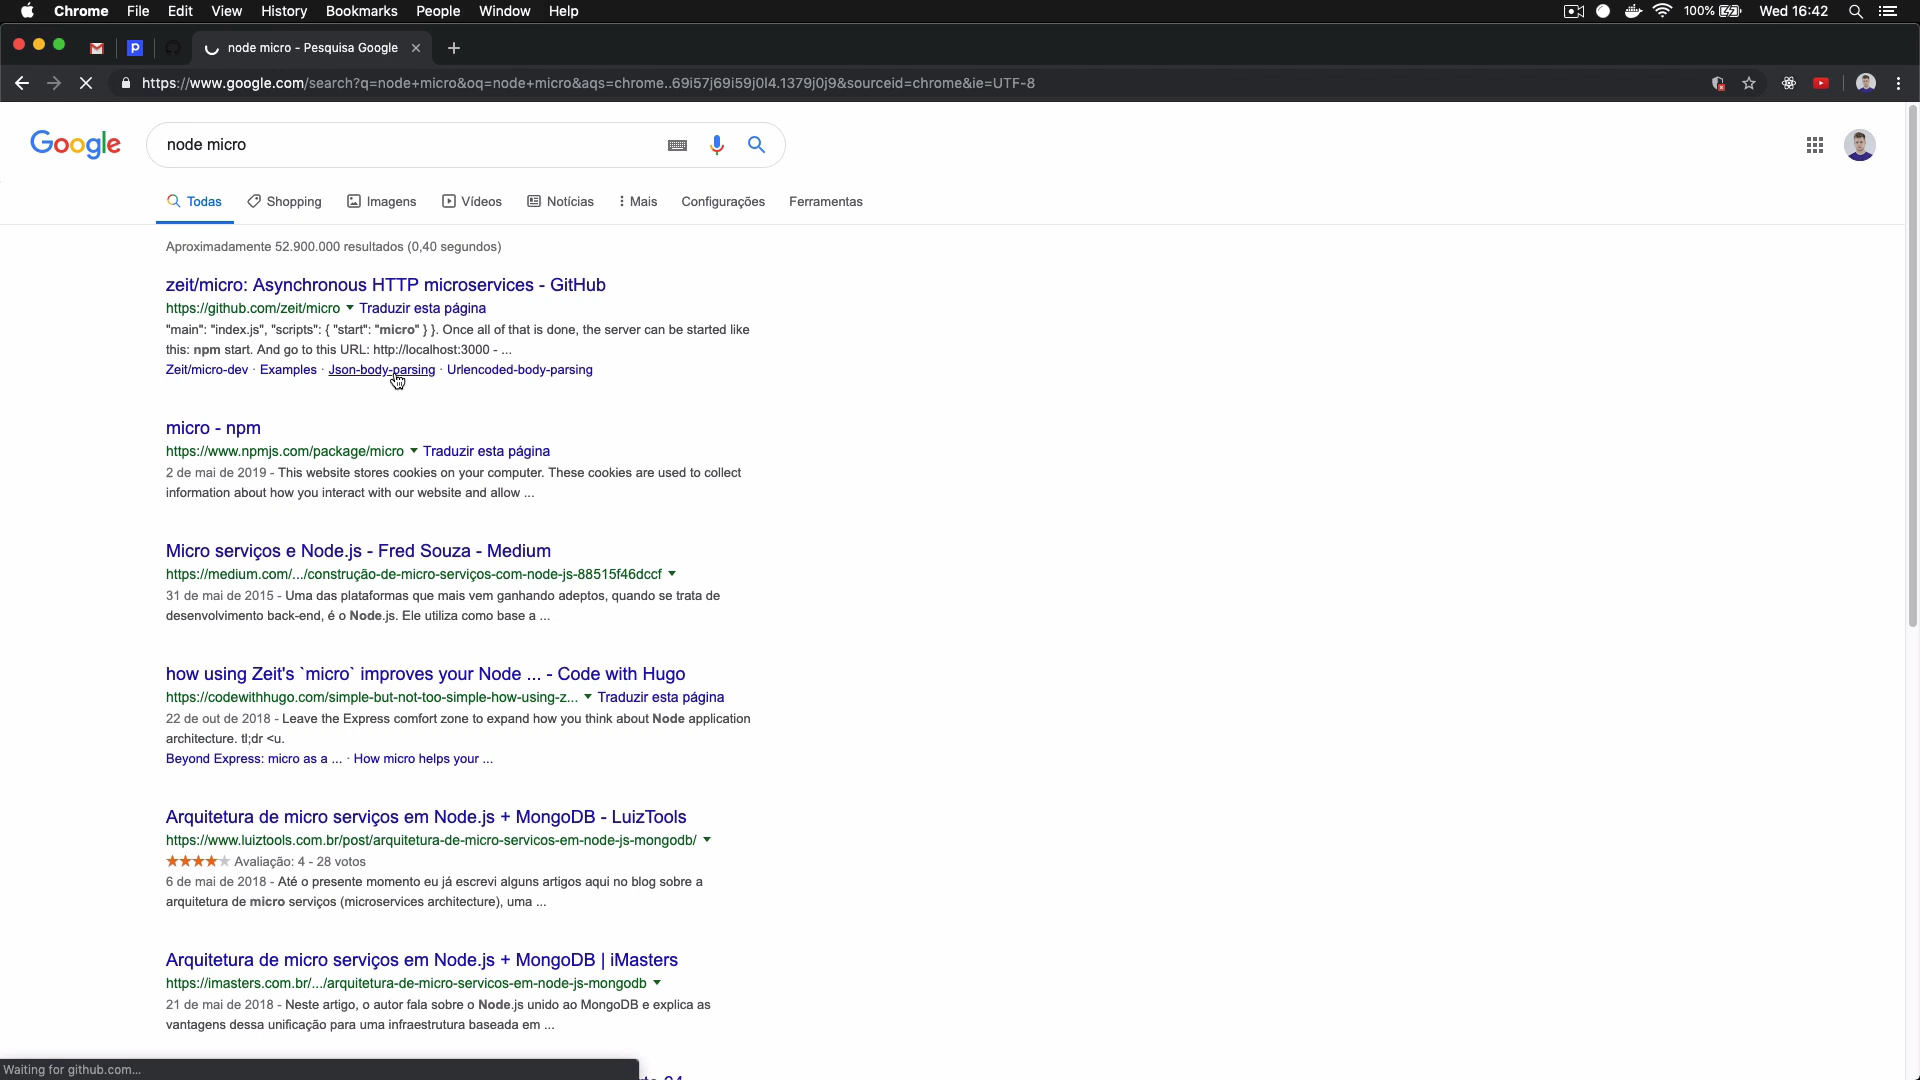 Chrome File Edit View History Bookmarks People Window Help 100% Wed 16:42
node micro - Pesquisa Google
https://www.google.com/search?q=node+micro&oq=node+micro&aqs=chrome..69i57j69i59j0l4.1379j0j9&sourceid=chrome&ie=UTF-8
Google node micro
Todas Shopping Imagens Vídeos Notícias Mais Configurações Ferramentas
Aproximadamente 52.900.000 resultados (0,40 segundos)
zeit/micro: Asynchronous HTTP microservices - GitHub
https://github.com/zeit/micro Traduzir esta página
"main": "index.js", "scripts": { "start": "micro" } }. Once all of that is done, the server can be started like
this: npm start. And go to this URL: http://localhost:3000 - ...
Zeit/micro-dev · Examples · Json-body-parsing · Urlencoded-body-parsing
micro - npm
https://www.npmjs.com/package/micro Traduzir esta página
2 de mai de 2019 - This website stores cookies on your computer. These cookies are used to collect
information about how you interact with our website and allow ...
Micro serviços e Node.js - Fred Souza - Medium
https://medium.com/.../construção-de-micro-serviços-com-node-js-88515f46dccf
31 de mai de 2015 - Uma das plataformas que mais vem ganhando adeptos, quando se trata de
desenvolvimento back-end, é o Node.js. Ele utiliza como base a ...
how using Zeit's `micro` improves your Node ... - Code with Hugo
https://codewithhugo.com/simple-but-not-too-simple-how-using-z... Traduzir esta página
22 de out de 2018 - Leave the Express comfort zone to expand how you think about Node application
architecture. tl;dr <u.
Beyond Express: micro as a ... · How micro helps your ...
Arquitetura de micro serviços em Node.js + MongoDB - LuizTools
https://www.luiztools.com.br/post/arquitetura-de-micro-servicos-em-node-js-mongodb/
Avaliação: 4 - 28 votos
6 de mai de 2018 - Até o presente momento eu já escrevi alguns artigos aqui no blog sobre a
arquitetura de micro serviços (microservices architecture), uma ...
Arquitetura de micro serviços em Node.js + MongoDB | iMasters
https://imasters.com.br/.../arquitetura-de-micro-servicos-em-node-js-mongodb
21 de mai de 2018 - Neste artigo, o autor fala sobre o Node.js unido ao MongoDB e explica as
vantagens dessa unificação para uma infraestrutura baseada em ...
Waiting for github.com...